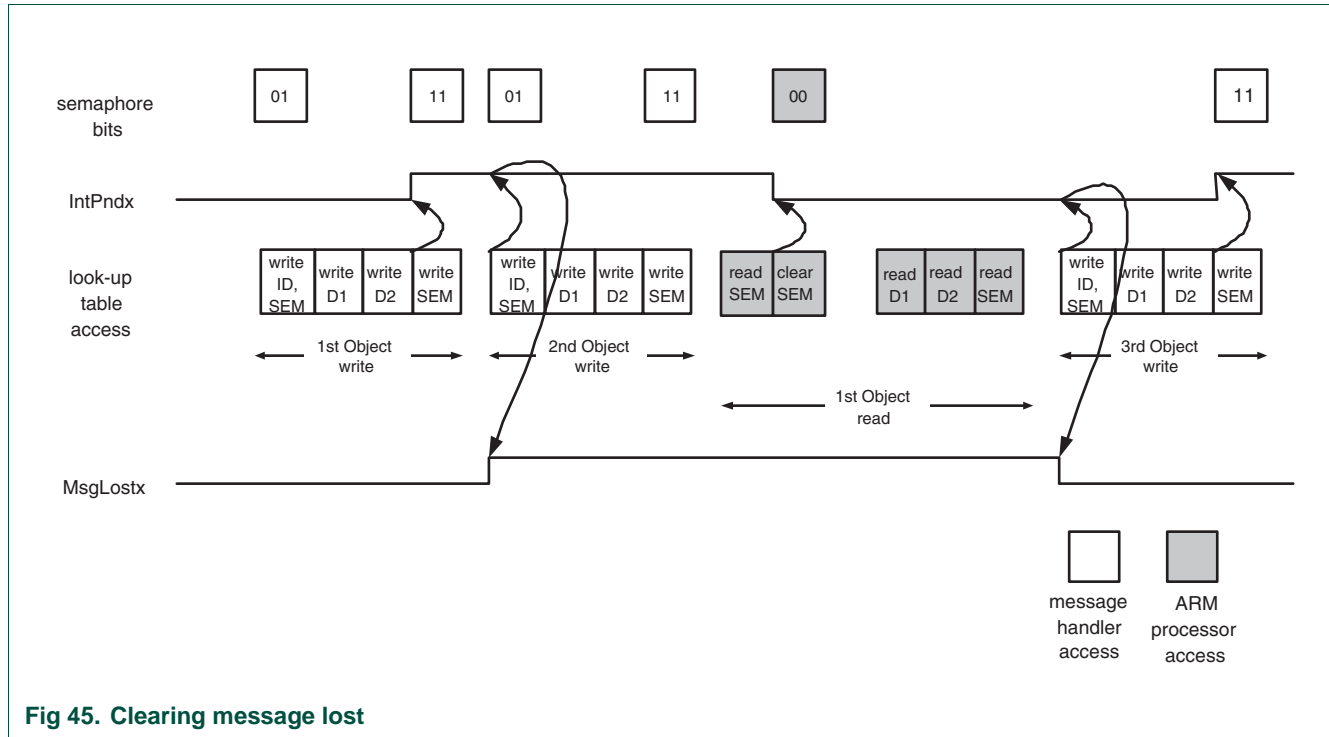 semaphore
bits
01
11
01
11
00
11
IntPndx
look-up
table
access
write
ID,
SEM
write
D1
write
D2
write
SEM
write
ID,
SEM
write
D1
write
D2
write
SEM
read
SEM
clear
SEM
read
D1
read
D2
read
SEM
write
ID,
SEM
write
D1
write
D2
write
SEM
1st Object
write
2nd Object
write
3rd Object
write
1st Object
read
MsgLostx
message
handler
access
ARM
processor
access
Fig 45. Clearing message lost